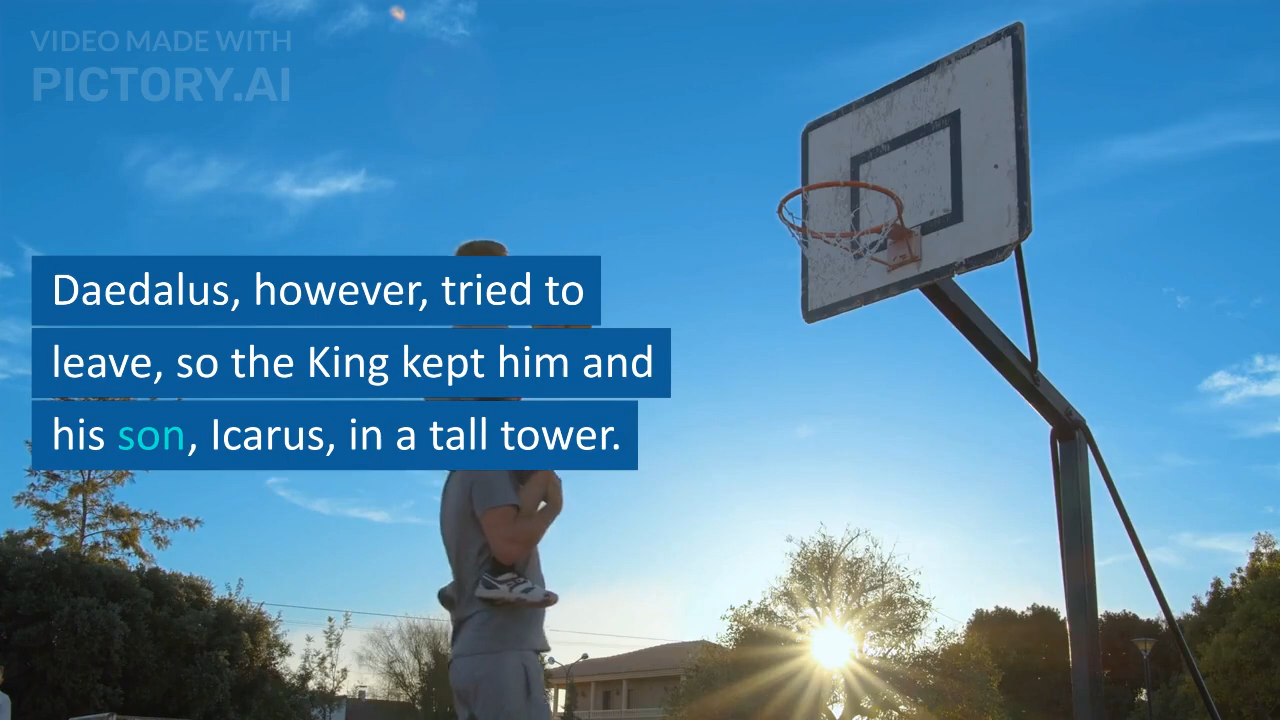 VIDEO MADE WITH
PICTORY.AI
Daedalus, however, tried to
leave, so the King kept him and
his son, Icarus, in a tall tower.